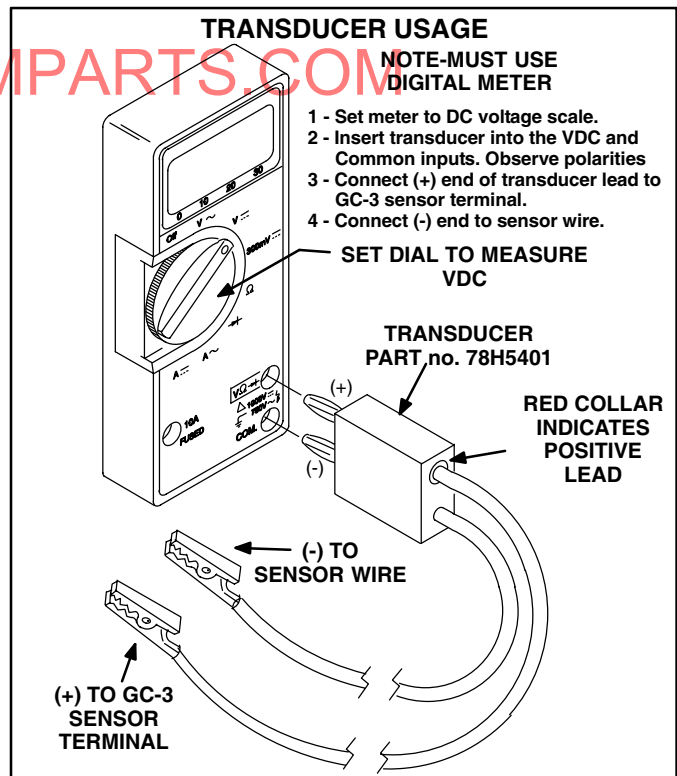 TRANSDUCER USAGE
MPARTS.COM
NOTE-MUST USE
DIGITAL METER
1 - Set meter to DC voltage scale.
2 - Insert transducer into the VDC and
Common inputs. Observe polarities
3 - Connect (+) end of transducer lead to
GC-3 sensor terminal.
4 - Connect (-) end to sensor wire.
0 10 20 30
Off V ~ V
300mV
Ω
A ~
A
SET DIAL TO MEASURE
VDC
TRANSDUCER
PART no. 78H5401
VΩ
(+)
10A
FUSED
COM.
(-)
RED COLLAR
INDICATES
POSITIVE
LEAD
(-) TO
SENSOR WIRE
(+) TO GC-3
SENSOR
TERMINAL